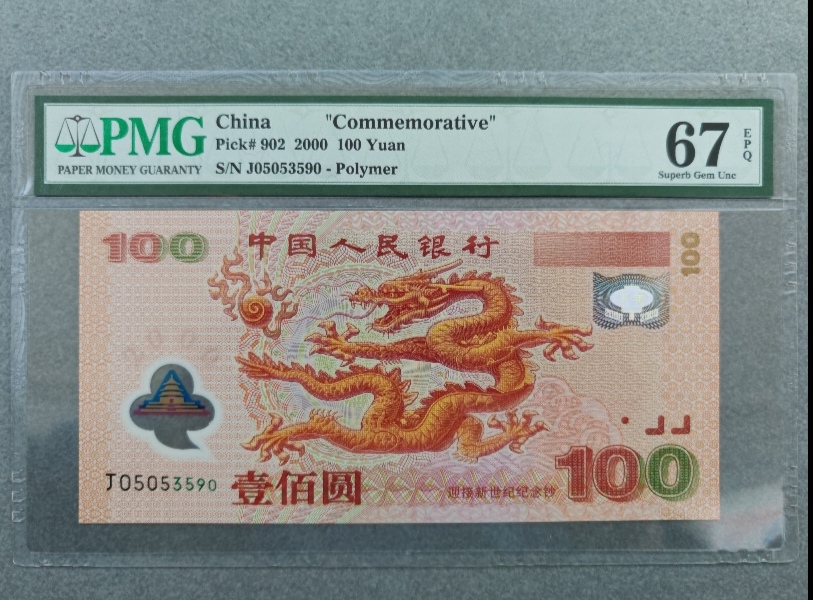 PMG
PAPER MONEY GUARANTY
China "Commemorative"
Pick# 902 2000 100 Yuan
S/N J05053590 - Polymer
67
EPQ
Superb Gem Unc
100
中国人民银行
100
J05053590
壹佰圆
迎接新世纪纪念钞
100